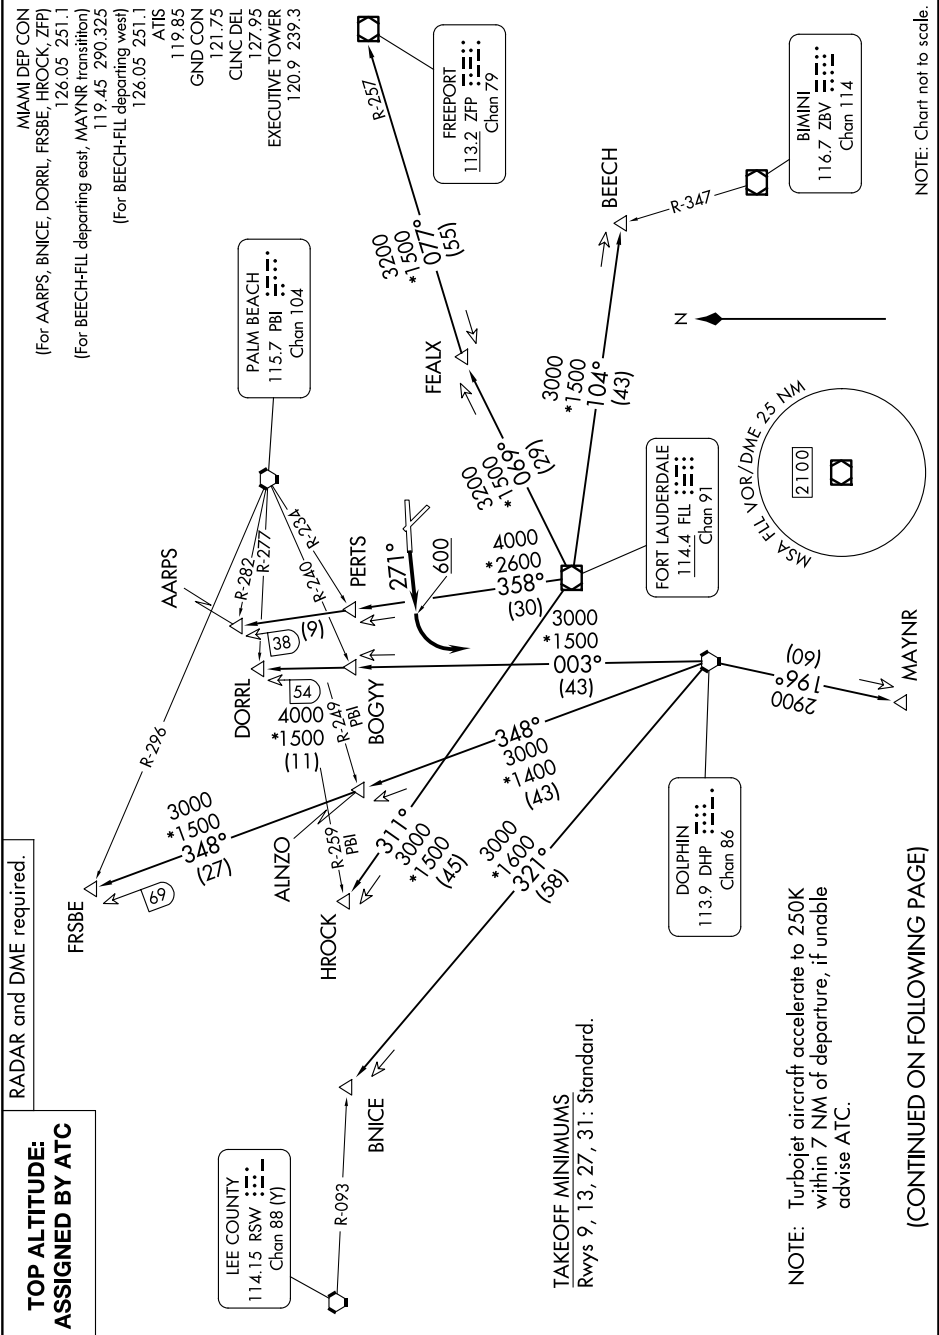 TOP ALTITUDE:
ASSIGNED BY ATC
RADAR and DME required.
MIAMI DEP CON
(For AARPS, BNICE, DORRL, FRSBE, HROCK, ZFP)
126.05 251.1
(For BEECH-FLL departing east, MAYNR transititon)
119.45 290.325
(For BEECH-FLL departing west)
126.05 251.1
ATIS
119.85
GND CON
121.75
CLNC DEL
127.95
EXECUTIVE TOWER
120.9 239.3
FRSBE
69
R-296
3000
*1500
348°
(27)
AARPS
38
(9)
DORRL
54
4000
*1500
(11)
PALM BEACH
115.7 PBI
Chan 104
R-282
R-277
R-240
R-234
PERTS
BOGYY
R-249
PBI
R-259
PBI
ALNZO
HROCK
LEE COUNTY
114.15 RSW
Chan 88 (Y)
R-093
BNICE
271°
600
4000
*2600
358°
(30)
3200
*1500
069°
(29)
FEALX
3200
*1500
077°
(55)
R-257
FREEPORT
113.2 ZFP
Chan 79
3000
*1500
003°
(43)
348°
3000
*1400
(43)
311°
3000
*1500
(45)
3000
*1600
321°
(58)
3000
*1500
104°
(43)
BEECH
R-347
BIMINI
116.7 ZBV
Chan 114
FORT LAUDERDALE
114.4 FLL
Chan 91
DOLPHIN
113.9 DHP
Chan 86
2900
196°
(60)
MAYNR
N
MSA FLL VOR/DME 25 NM
2100
TAKEOFF MINIMUMS
Rwys 9, 13, 27, 31: Standard.
NOTE: Turbojet aircraft accelerate to 250K
within 7 NM of departure, if unable
advise ATC.
NOTE: Chart not to scale.
(CONTINUED ON FOLLOWING PAGE)